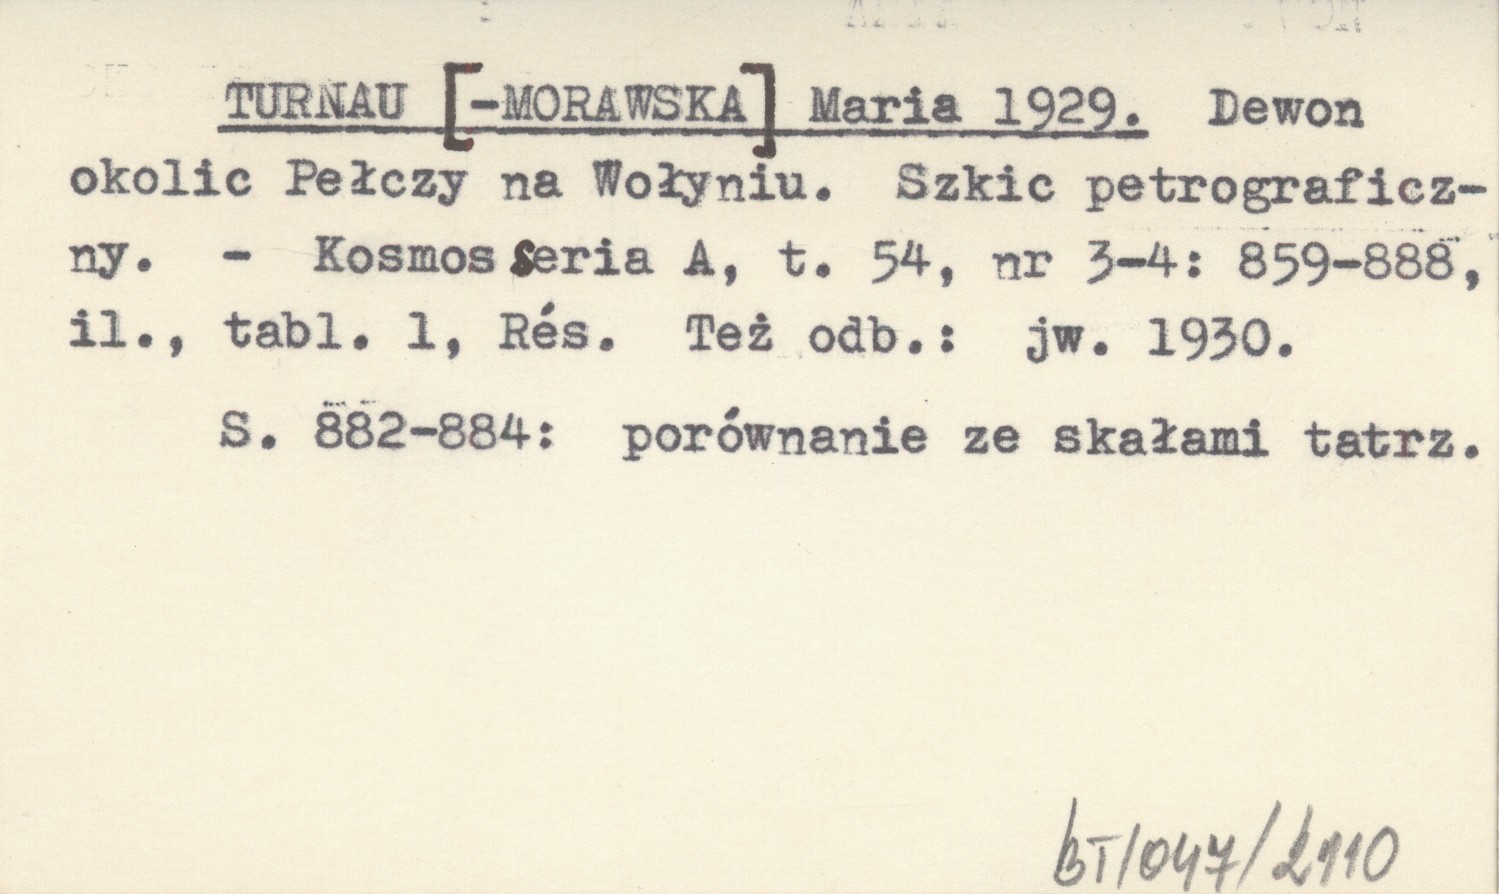 TURNAU [-MORAWSKA] Maria 1929. Dewon
okolic Pełczy na Wołyniu. Szkic petrograficz-
ny. - Kosmos seria A, t. 54, nr 3-4: 859-888,
il., tabl. 1, Rés. Też odb.: jw. 1930.
S. 882-884: porównanie ze skałami tatrz.
BT/047/2110